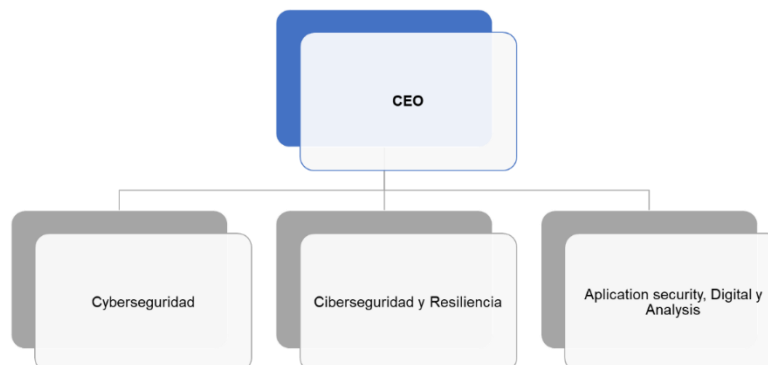 CEO
Cyberseguridad
Ciberseguridad y Resiliencia
Aplication security, Digital y
Analysis